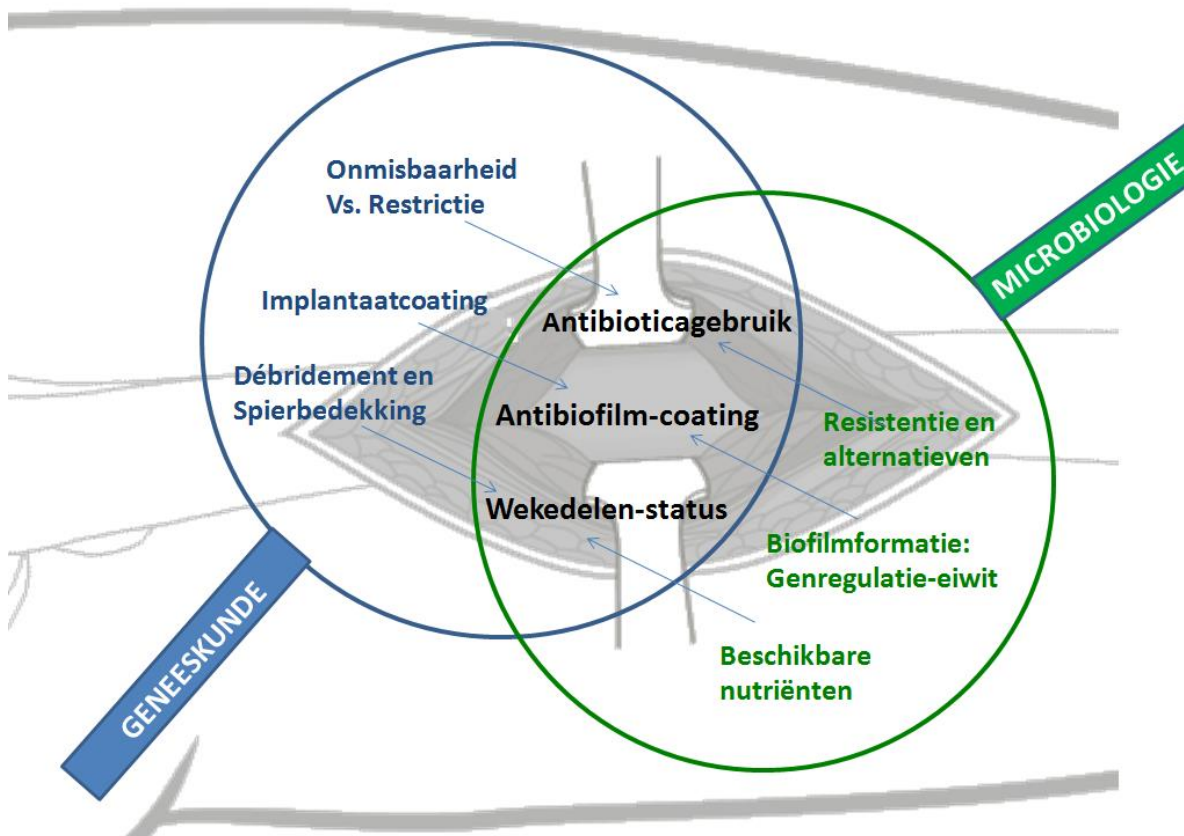 Onmisbaarheid
Vs. Restrictie
MICROBIOLOGIE
Implantaatcoating
Antibioticagebruik
Débridement en
Spierbedekking
Antibiofilm-coating
Resistentie en
alternatieven
Wekedelen-status
Biofilmformatie:
Genregulatie-eiwit
GENEESKUNDE
Beschikbare
nutriënten